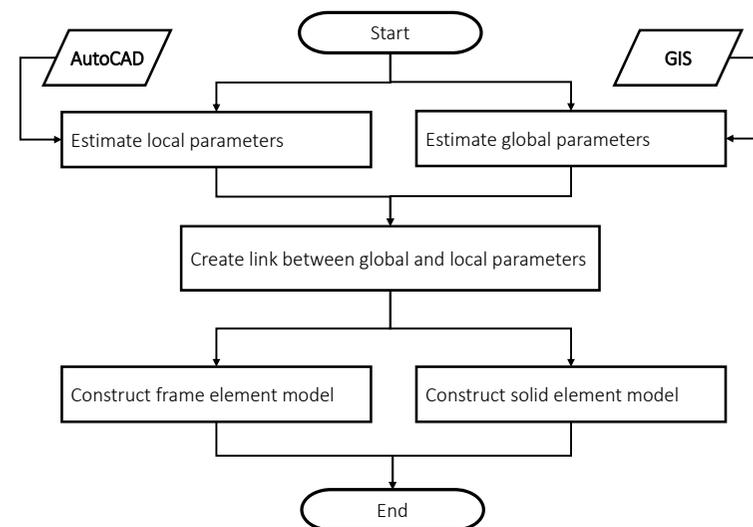 Start
AutoCAD
GIS
Estimate local parameters
Estimate global parameters
Create link between global and local parameters
Construct frame element model
Construct solid element model
End